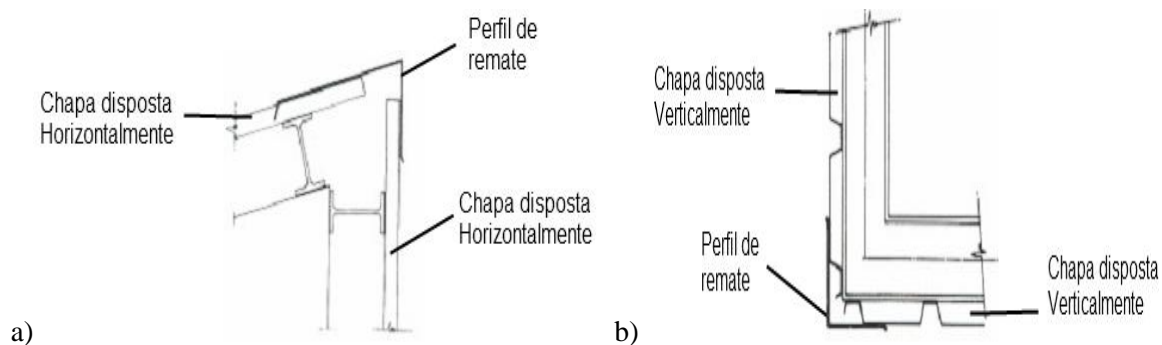 Perfil de
remate
Chapa disposta
Horizontalmente
Chapa disposta
Horizontalmente
a)
Chapa disposta
Verticalmente
Perfil de
remate
Chapa disposta
Verticalmente
b)